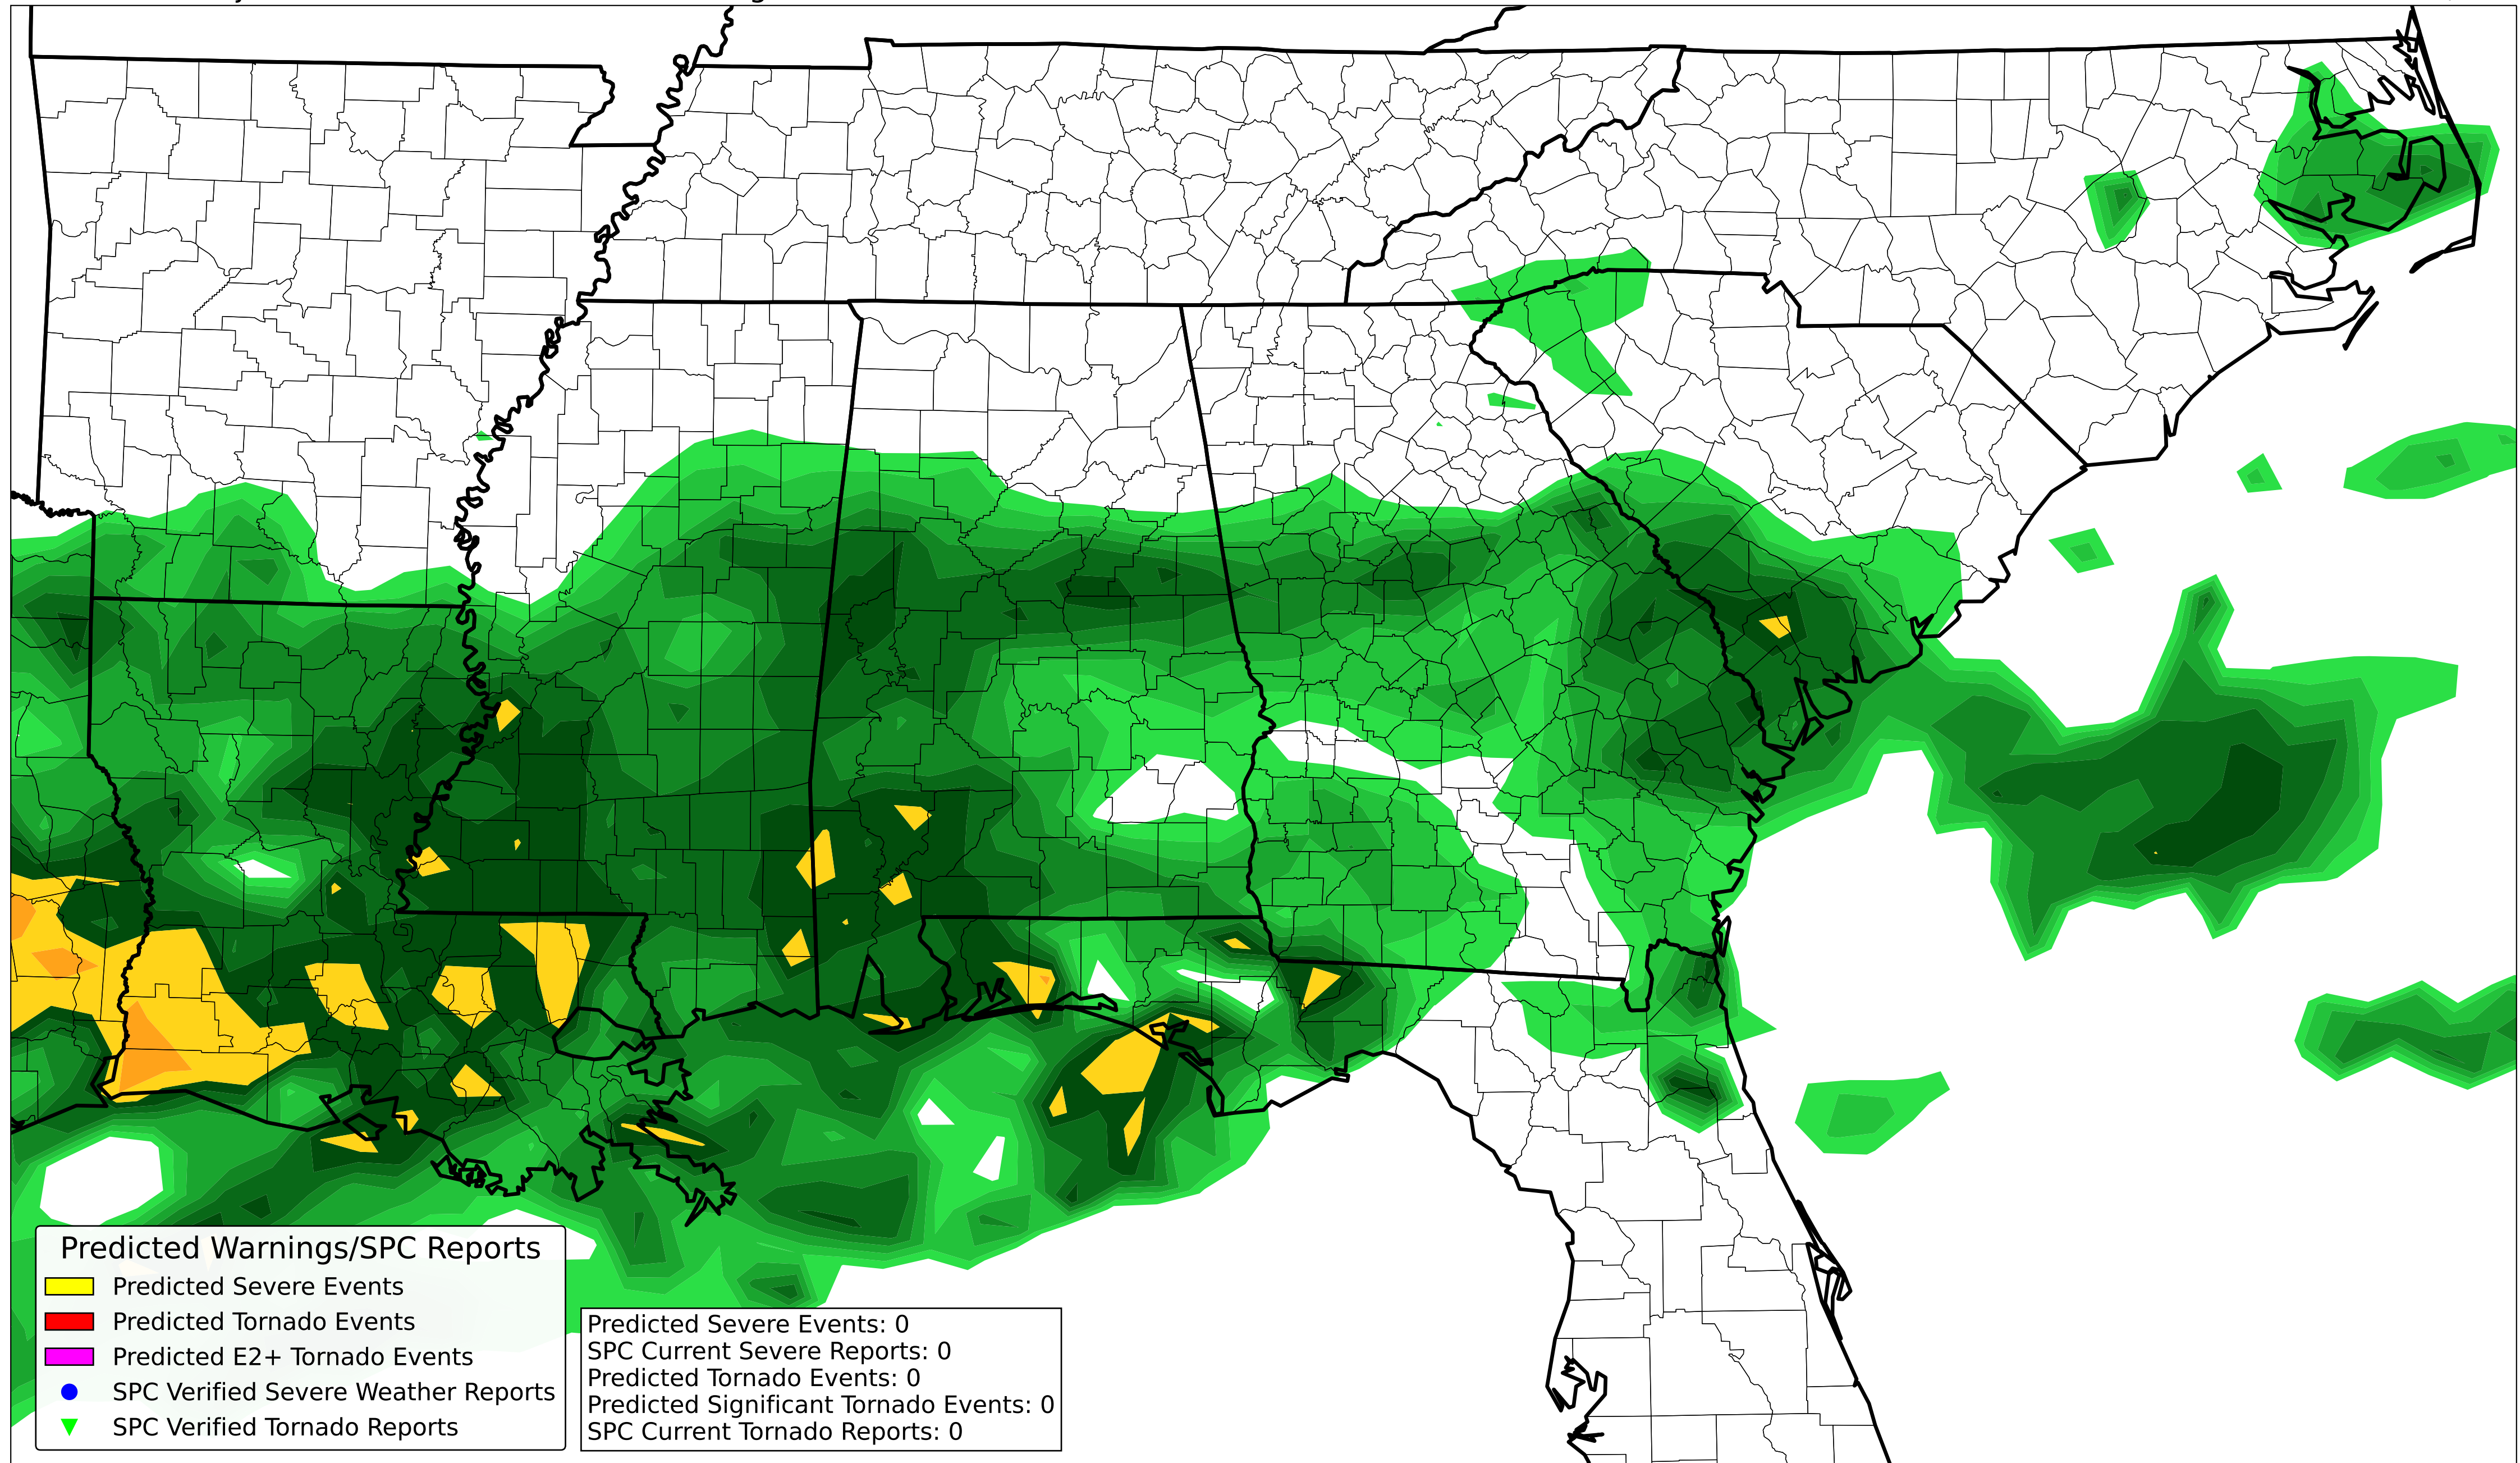 Predicted Warnings/SPC Reports
Predicted Severe Events
Predicted Tornado Events
Predicted E2+ Tornado Events
SPC Verified Severe Weather Reports
SPC Verified Tornado Reports
Predicted Severe Events: 0
SPC Current Severe Reports: 0
Predicted Tornado Events: 0
Predicted Significant Tornado Events: 0
SPC Current Tornado Reports: 0